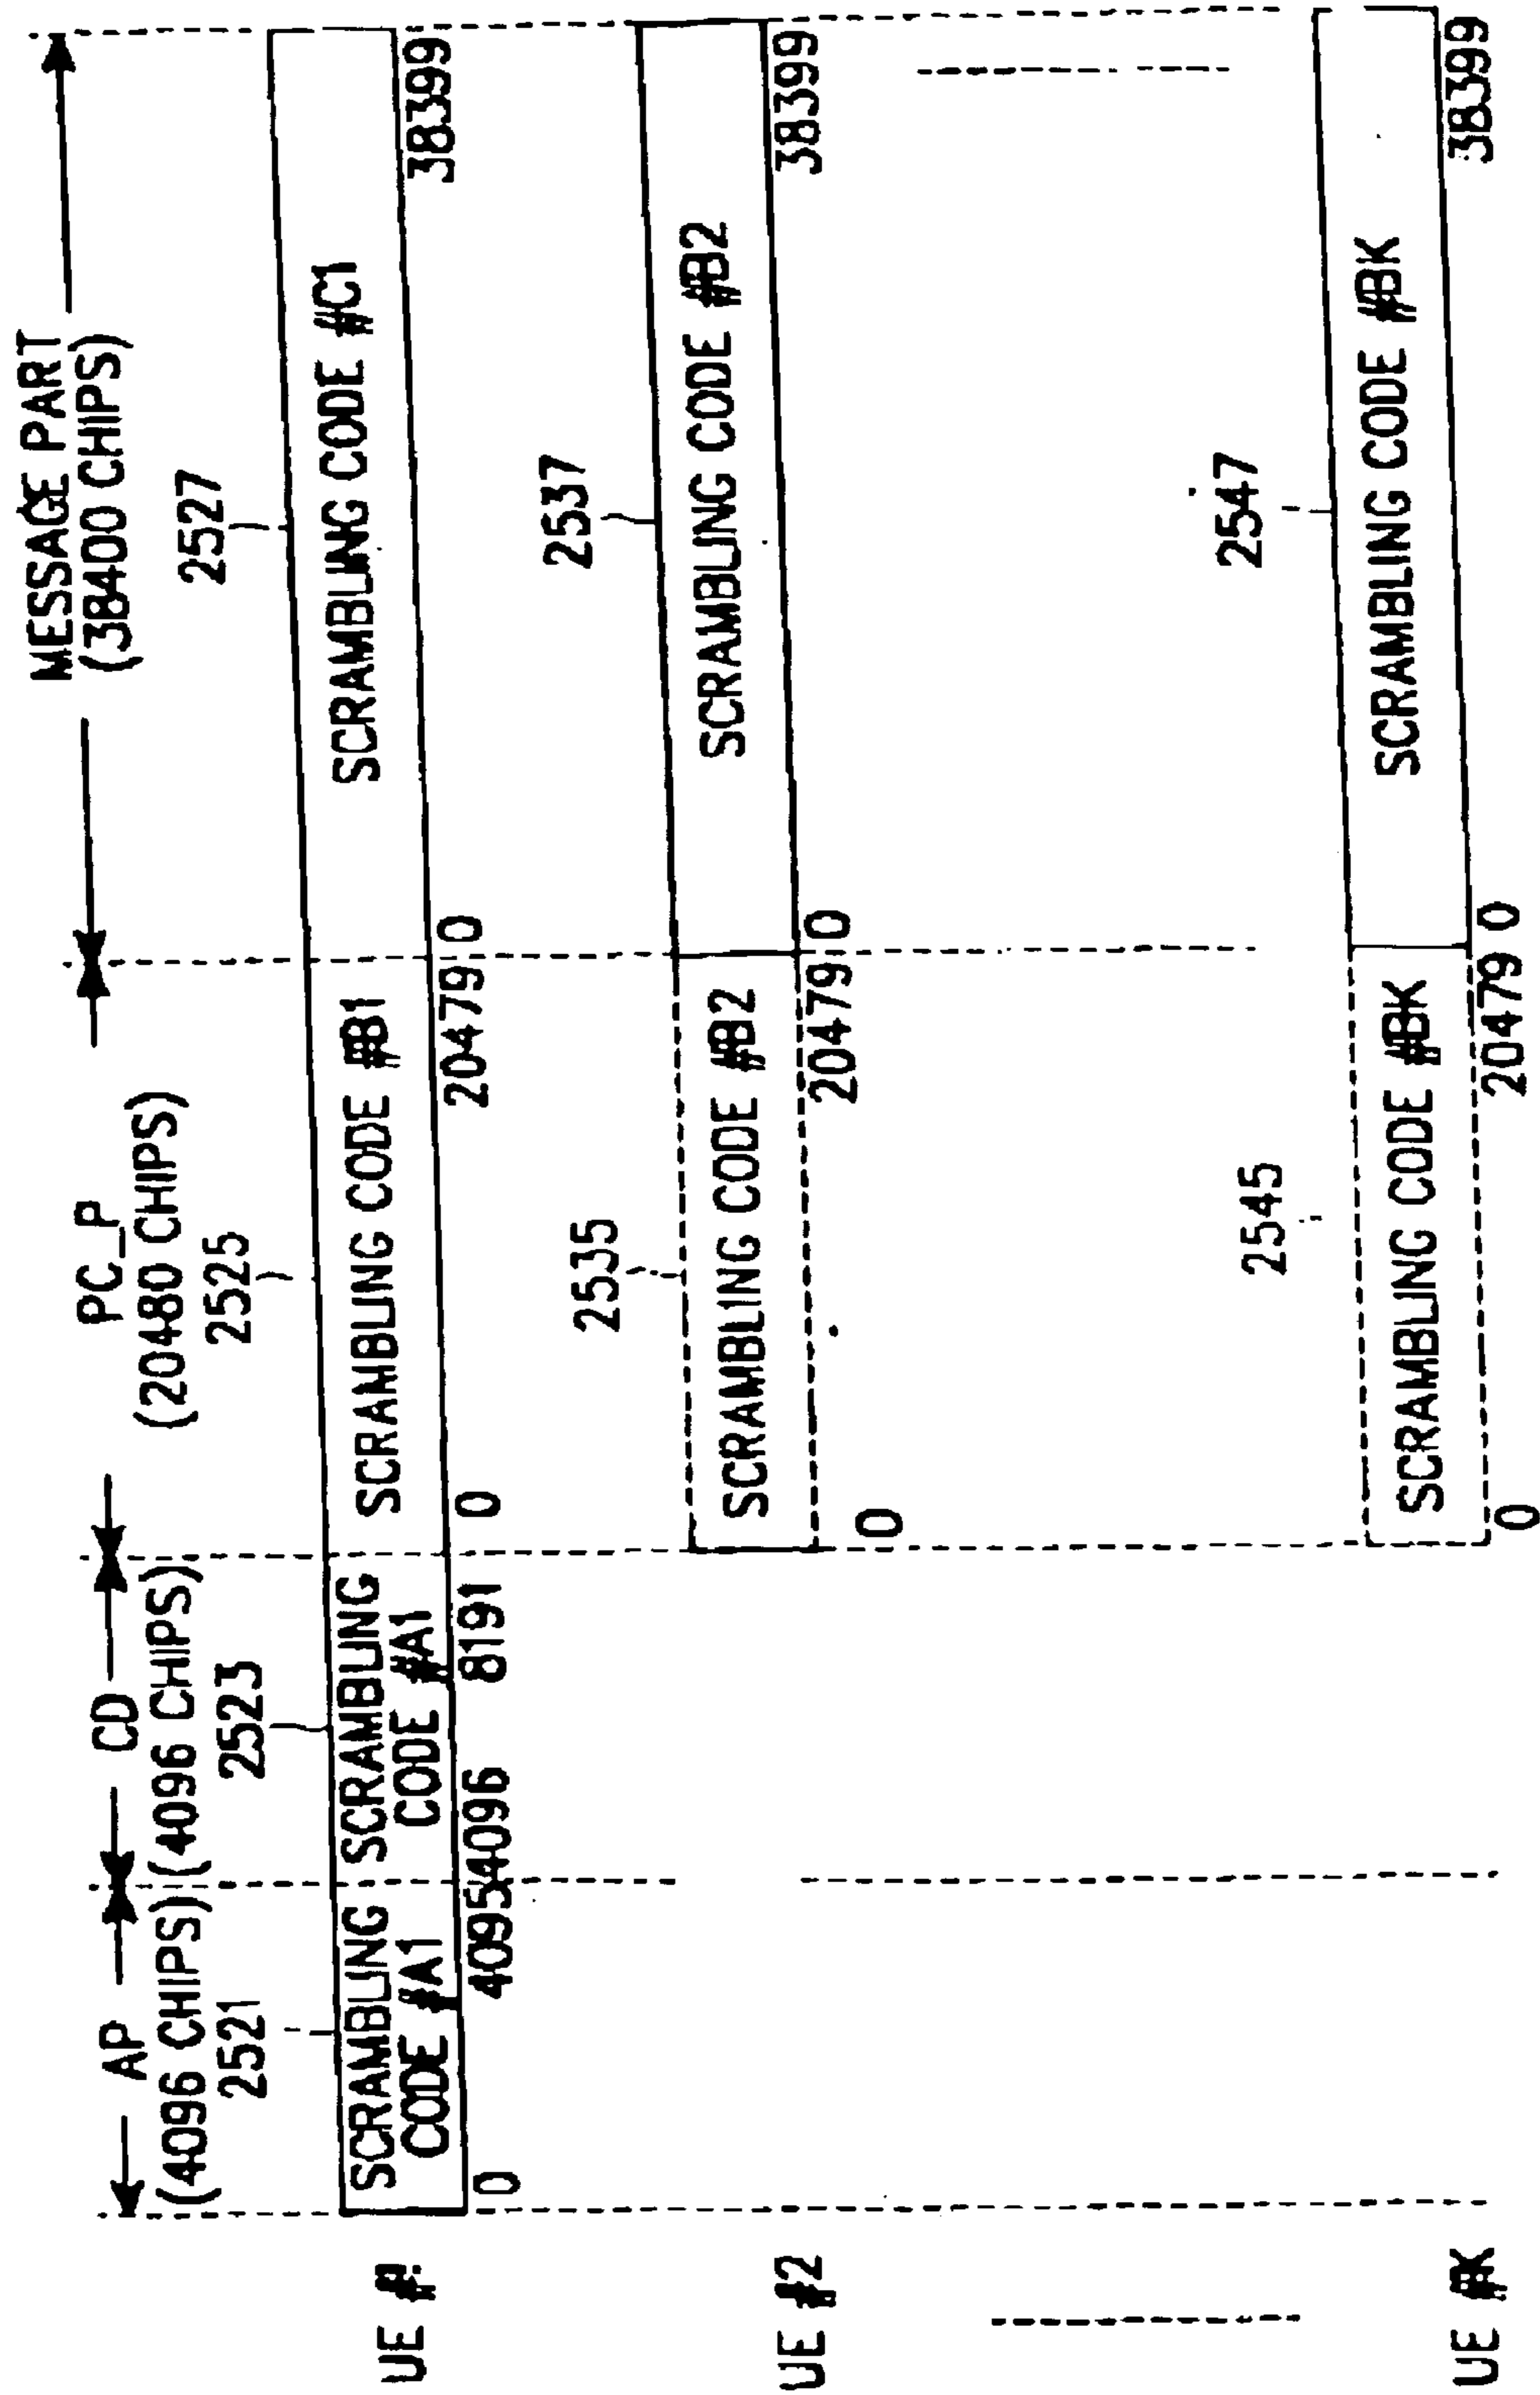 AP
(4096 CHIPS)
CD
(4096 CHIPS)
PC_P
(20480 CHIPS)
MESSAGE PART
(38400 CHIPS)
2521
2523
2525
2527
UE #1
SCRAMBLING
CODE #A1
SCRAMBLING
CODE #A1
SCRAMBLING CODE #B1
SCRAMBLING CODE #C1
0
4095
4096
8191
0
20479
0
38399
2535
2537
UE #2
SCRAMBLING CODE #B2
SCRAMBLING CODE #B2
0
20479
0
38399
2545
2547
UE #K
SCRAMBLING CODE #BK
SCRAMBLING CODE #BK
0
20479
0
38399